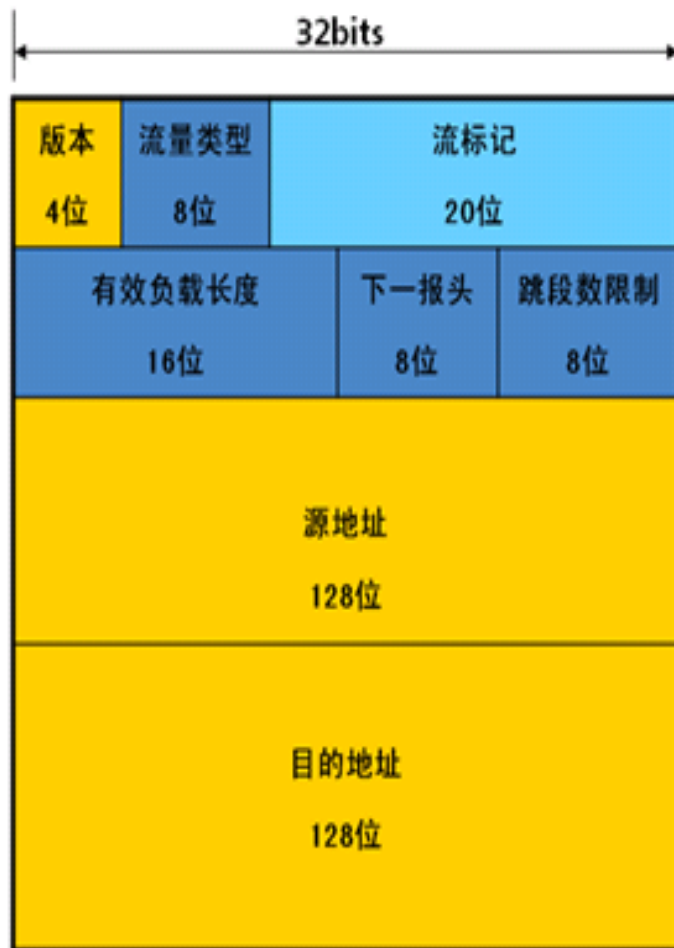 32bits
版本 流量类型 流标记
4位 8位 20位
有效负载长度 下一报头 跳段数限制
16位 8位 8位
源地址
128位
目的地址
128位